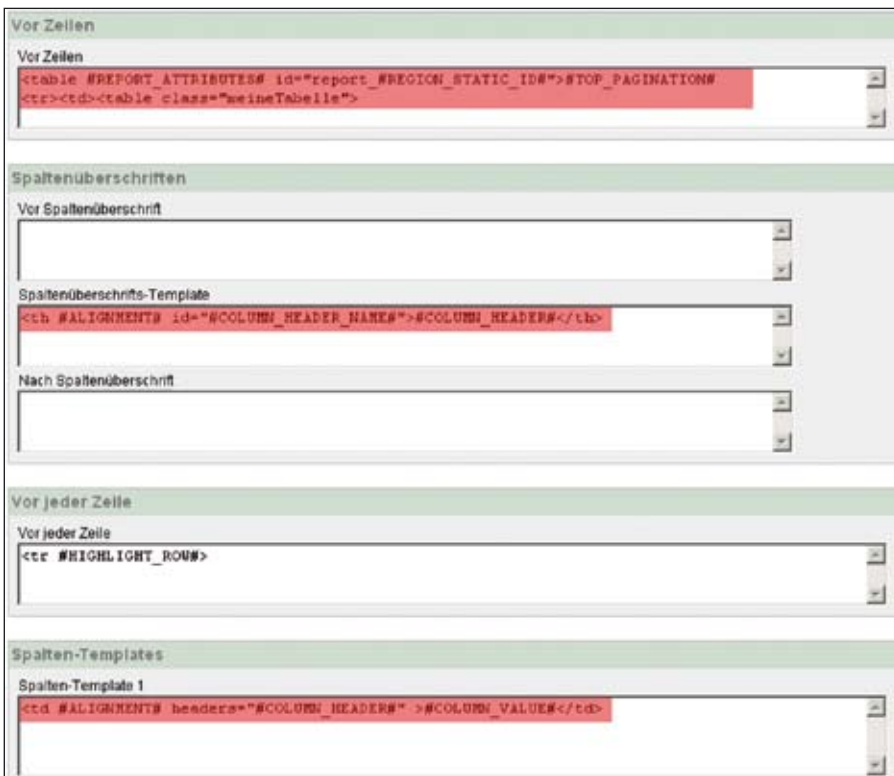 Vor Zeilen
Vor Zeilen
<table #REPORT_ATTRIBUTES# id="report_#REGION_STATIC_ID#">#TOP_PAGINATION#
<tr><td><table class="meineTabelle">
Spaltenüberschriften
Vor Spaltenüberschrift
Spaltenüberschrifts-Template
<th #ALIGNMENT# id="#COLUMN_HEADER_NAME#">#COLUMN_HEADER#</th>
Nach Spaltenüberschrift
Vor jeder Zeile
Vor jeder Zeile
<tr #HIGHLIGHT_ROW#>
Spalten-Templates
Spalten-Template 1
<td #ALIGNMENT# headers="#COLUMN_HEADER#" >#COLUMN_VALUE#</td>